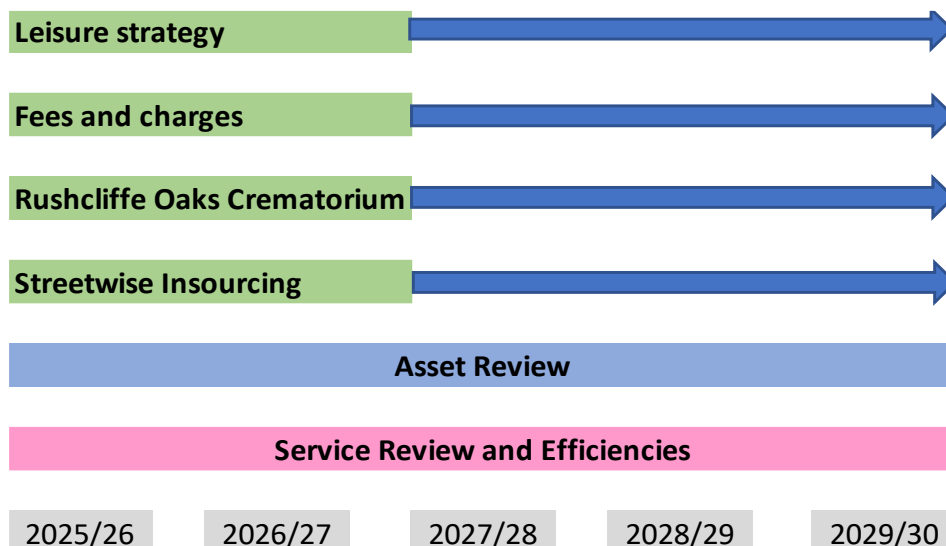 Leisure strategy
Fees and charges
Rushcliffe Oaks Crematorium
Streetwise Insourcing
Asset Review
Service Review and Efficiencies
2025/26 2026/27 2027/28 2028/29 2029/30